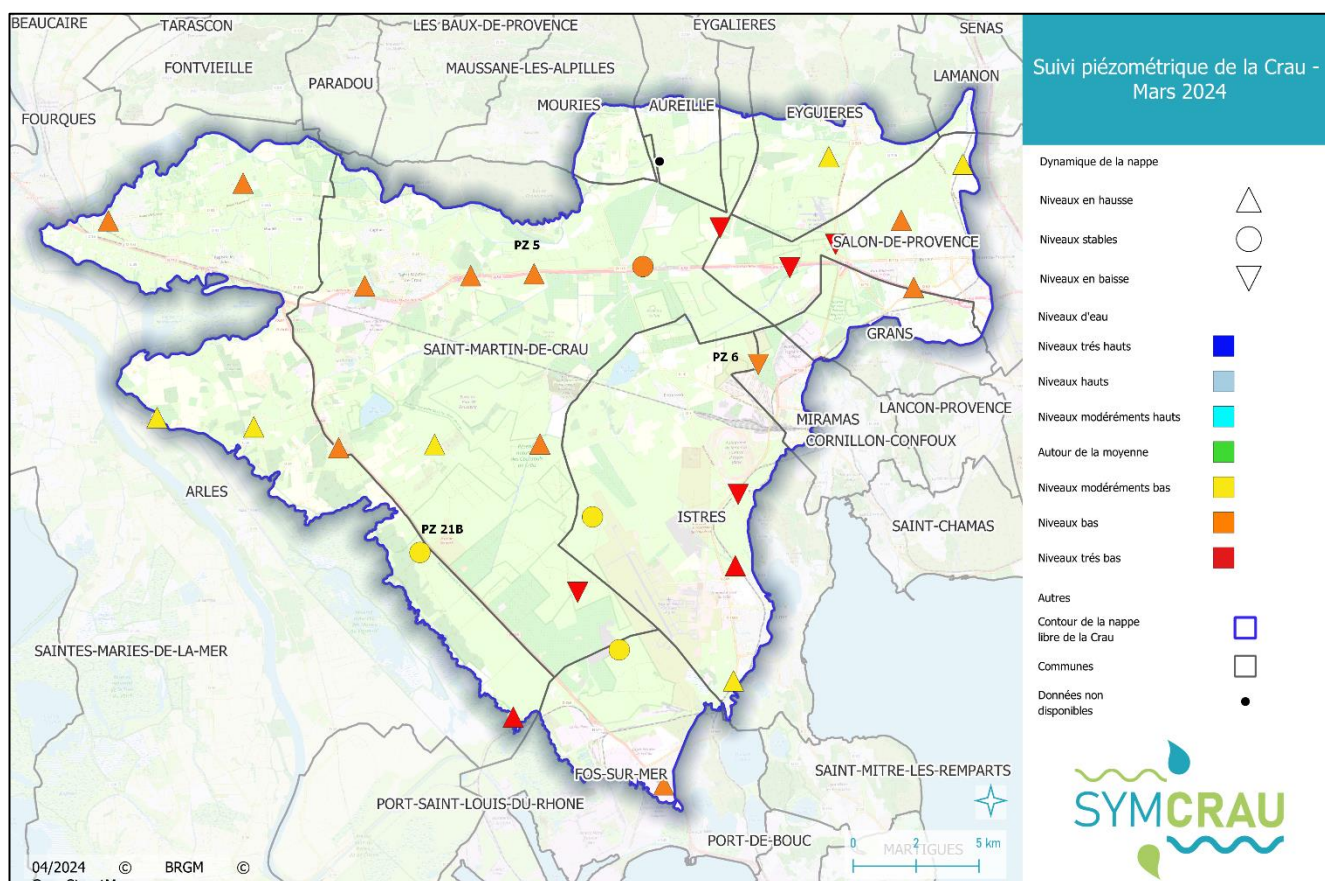 BEAUCAIRE
TARASCON
LES BAUX-DE-PROVENCE
EYGALIERES
SENAS
FONTVIEILLE
PARADOU
MAUSSANE-LES-ALPILLES
LAMANON
MOURIES
AUREILLE
EYGUIERES
FOURQUES
SALON-DE-PROVENCE
PZ 5
GRANS
SAINT-MARTIN-DE-CRAU
PZ 6
LANCON-PROVENCE
MIRAMAS
CORNILLON-CONFOUX
ARLES
ISTRES
SAINT-CHAMAS
PZ 21B
SAINTES-MARIES-DE-LA-MER
FOS-SUR-MER
SAINT-MITRE-LES-REMPARTS
PORT-SAINT-LOUIS-DU-RHONE
PORT-DE-BOUC
MARTIGUES
0 2 5 km
04/2024 © BRGM ©
Suivi piézométrique de la Crau -
Mars 2024
Dynamique de la nappe
Niveaux en hausse
Niveaux stables
Niveaux en baisse
Niveaux d'eau
Niveaux trés hauts
Niveaux hauts
Niveaux modéréments hauts
Autour de la moyenne
Niveaux modéréments bas
Niveaux bas
Niveaux trés bas
Autres
Contour de la nappe
libre de la Crau
Communes
Données non
disponibles
SYMCRAU